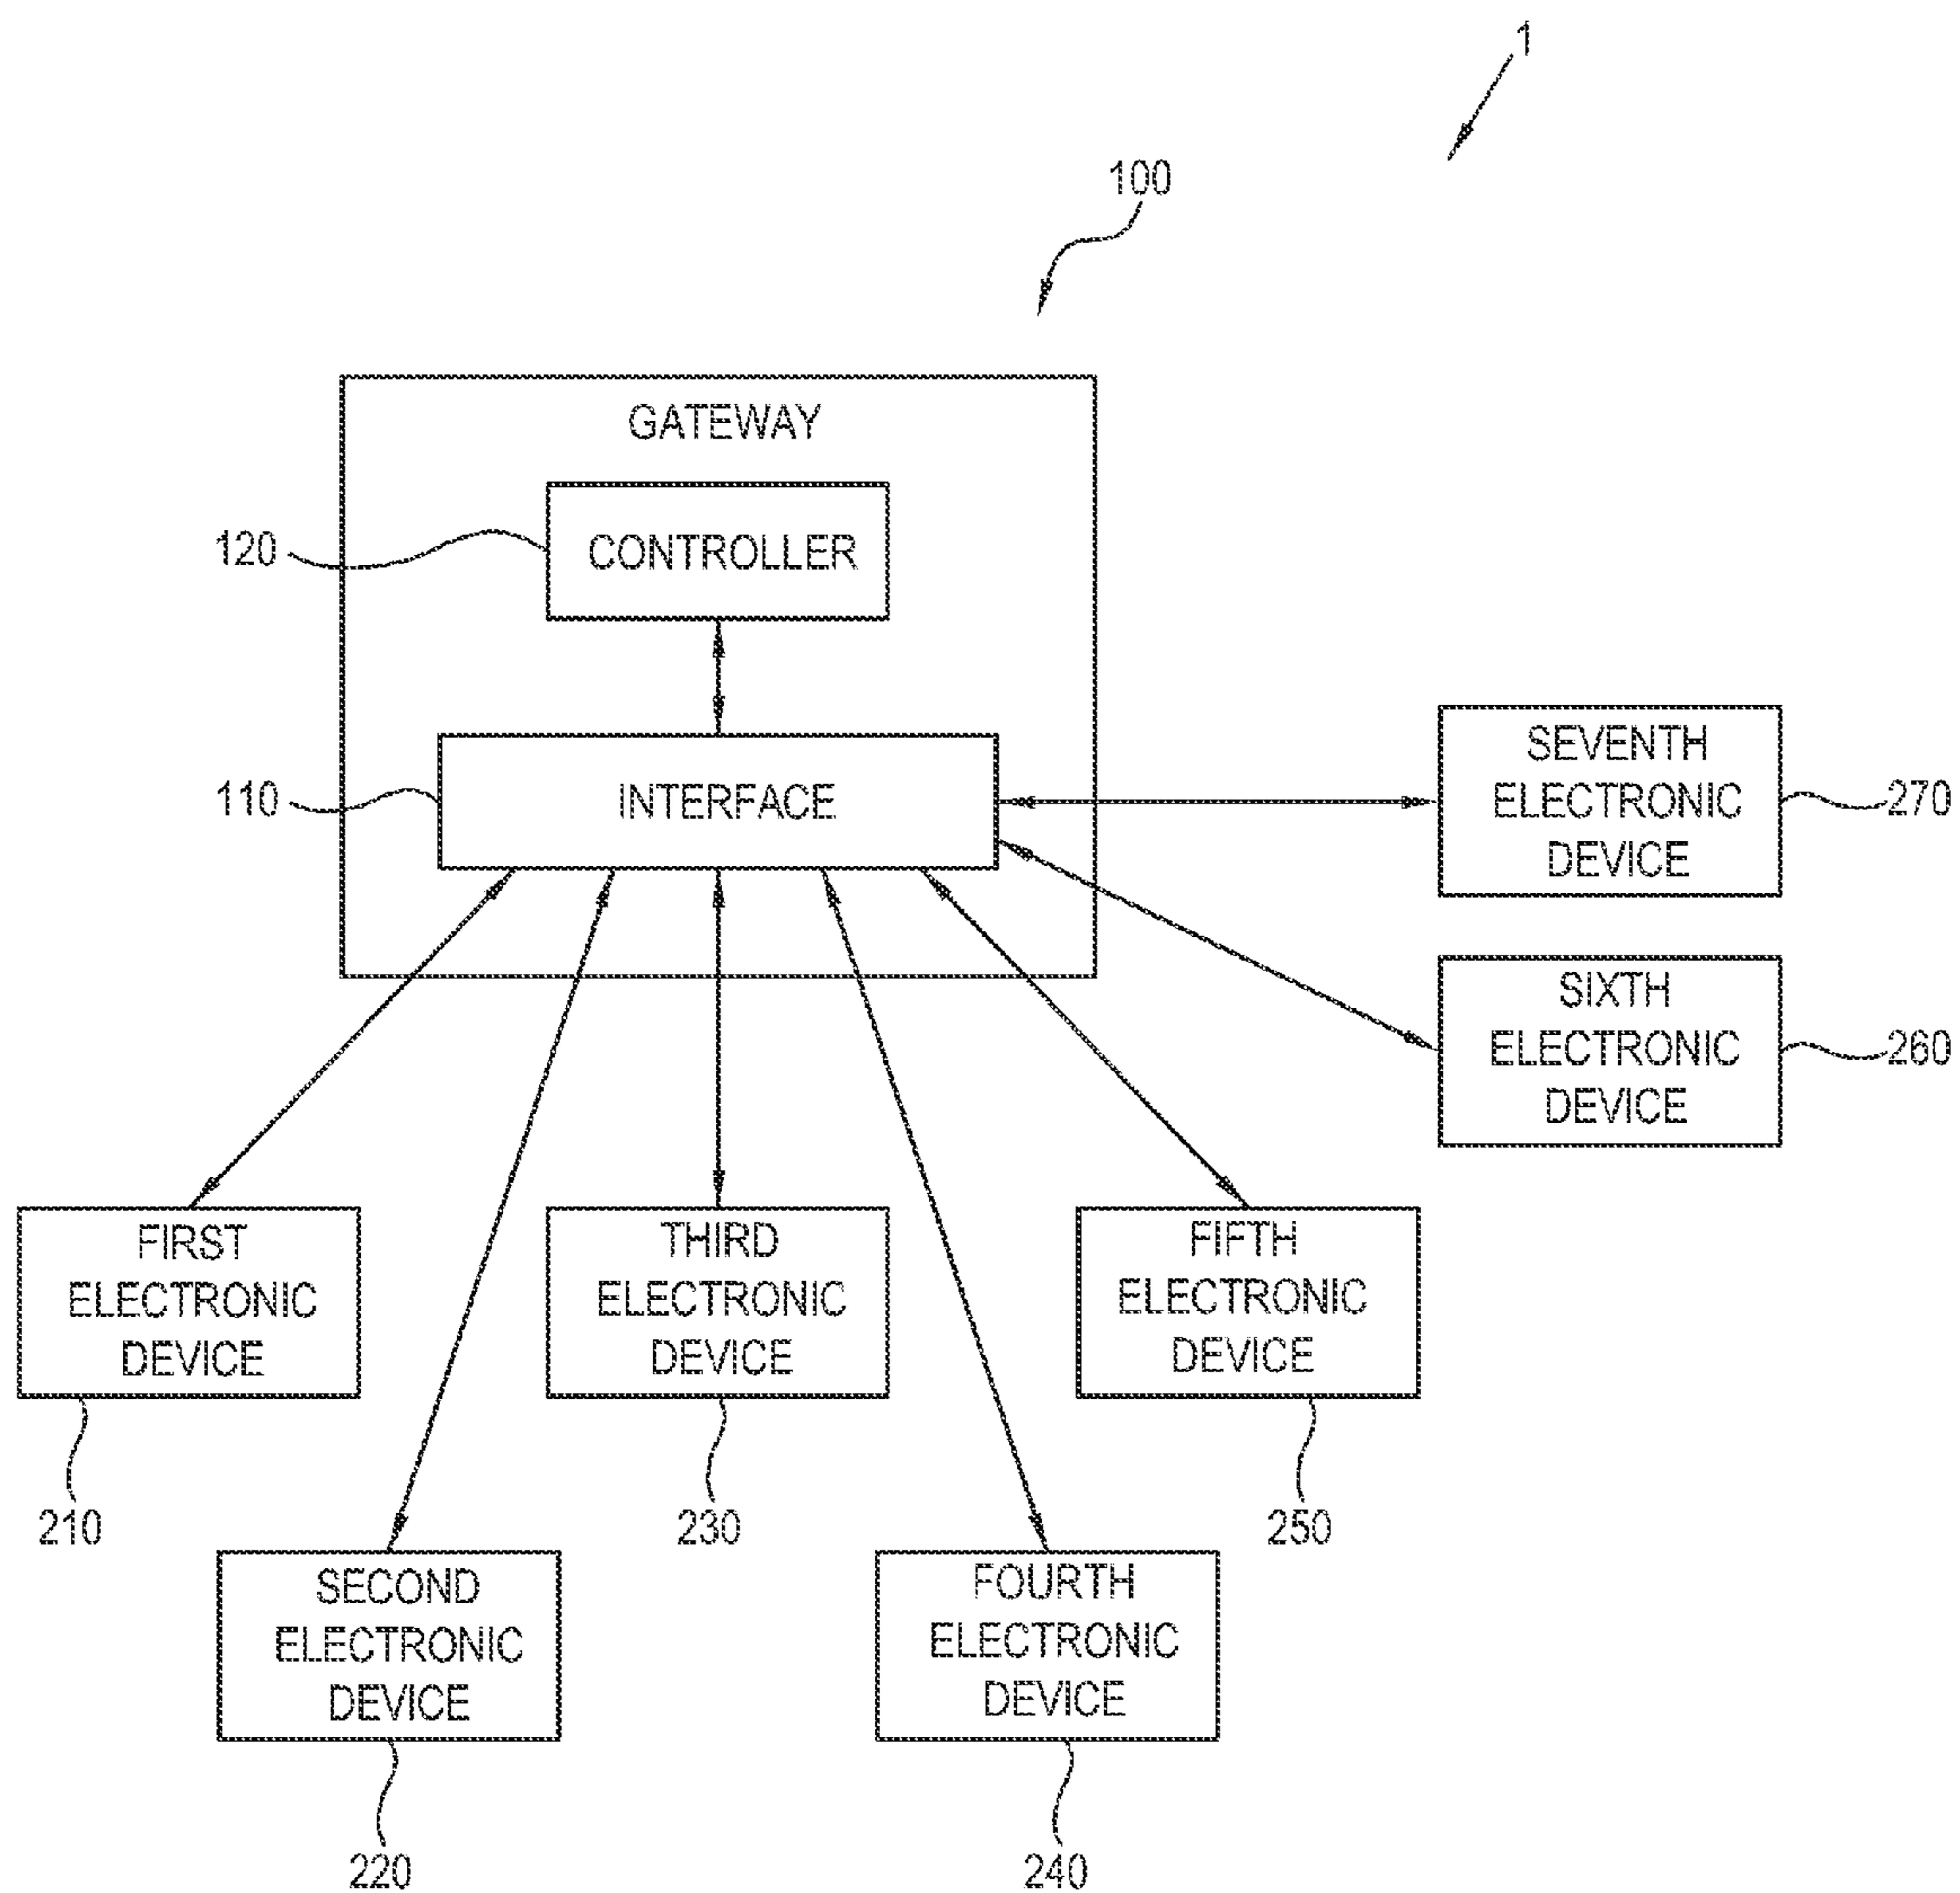 1
100
GATEWAY
120
CONTROLLER
110
INTERFACE
SEVENTH
ELECTRONIC
DEVICE
270
SIXTH
ELECTRONIC
DEVICE
260
FIRST
ELECTRONIC
DEVICE
210
THIRD
ELECTRONIC
DEVICE
230
FIFTH
ELECTRONIC
DEVICE
250
SECOND
ELECTRONIC
DEVICE
220
FOURTH
ELECTRONIC
DEVICE
240